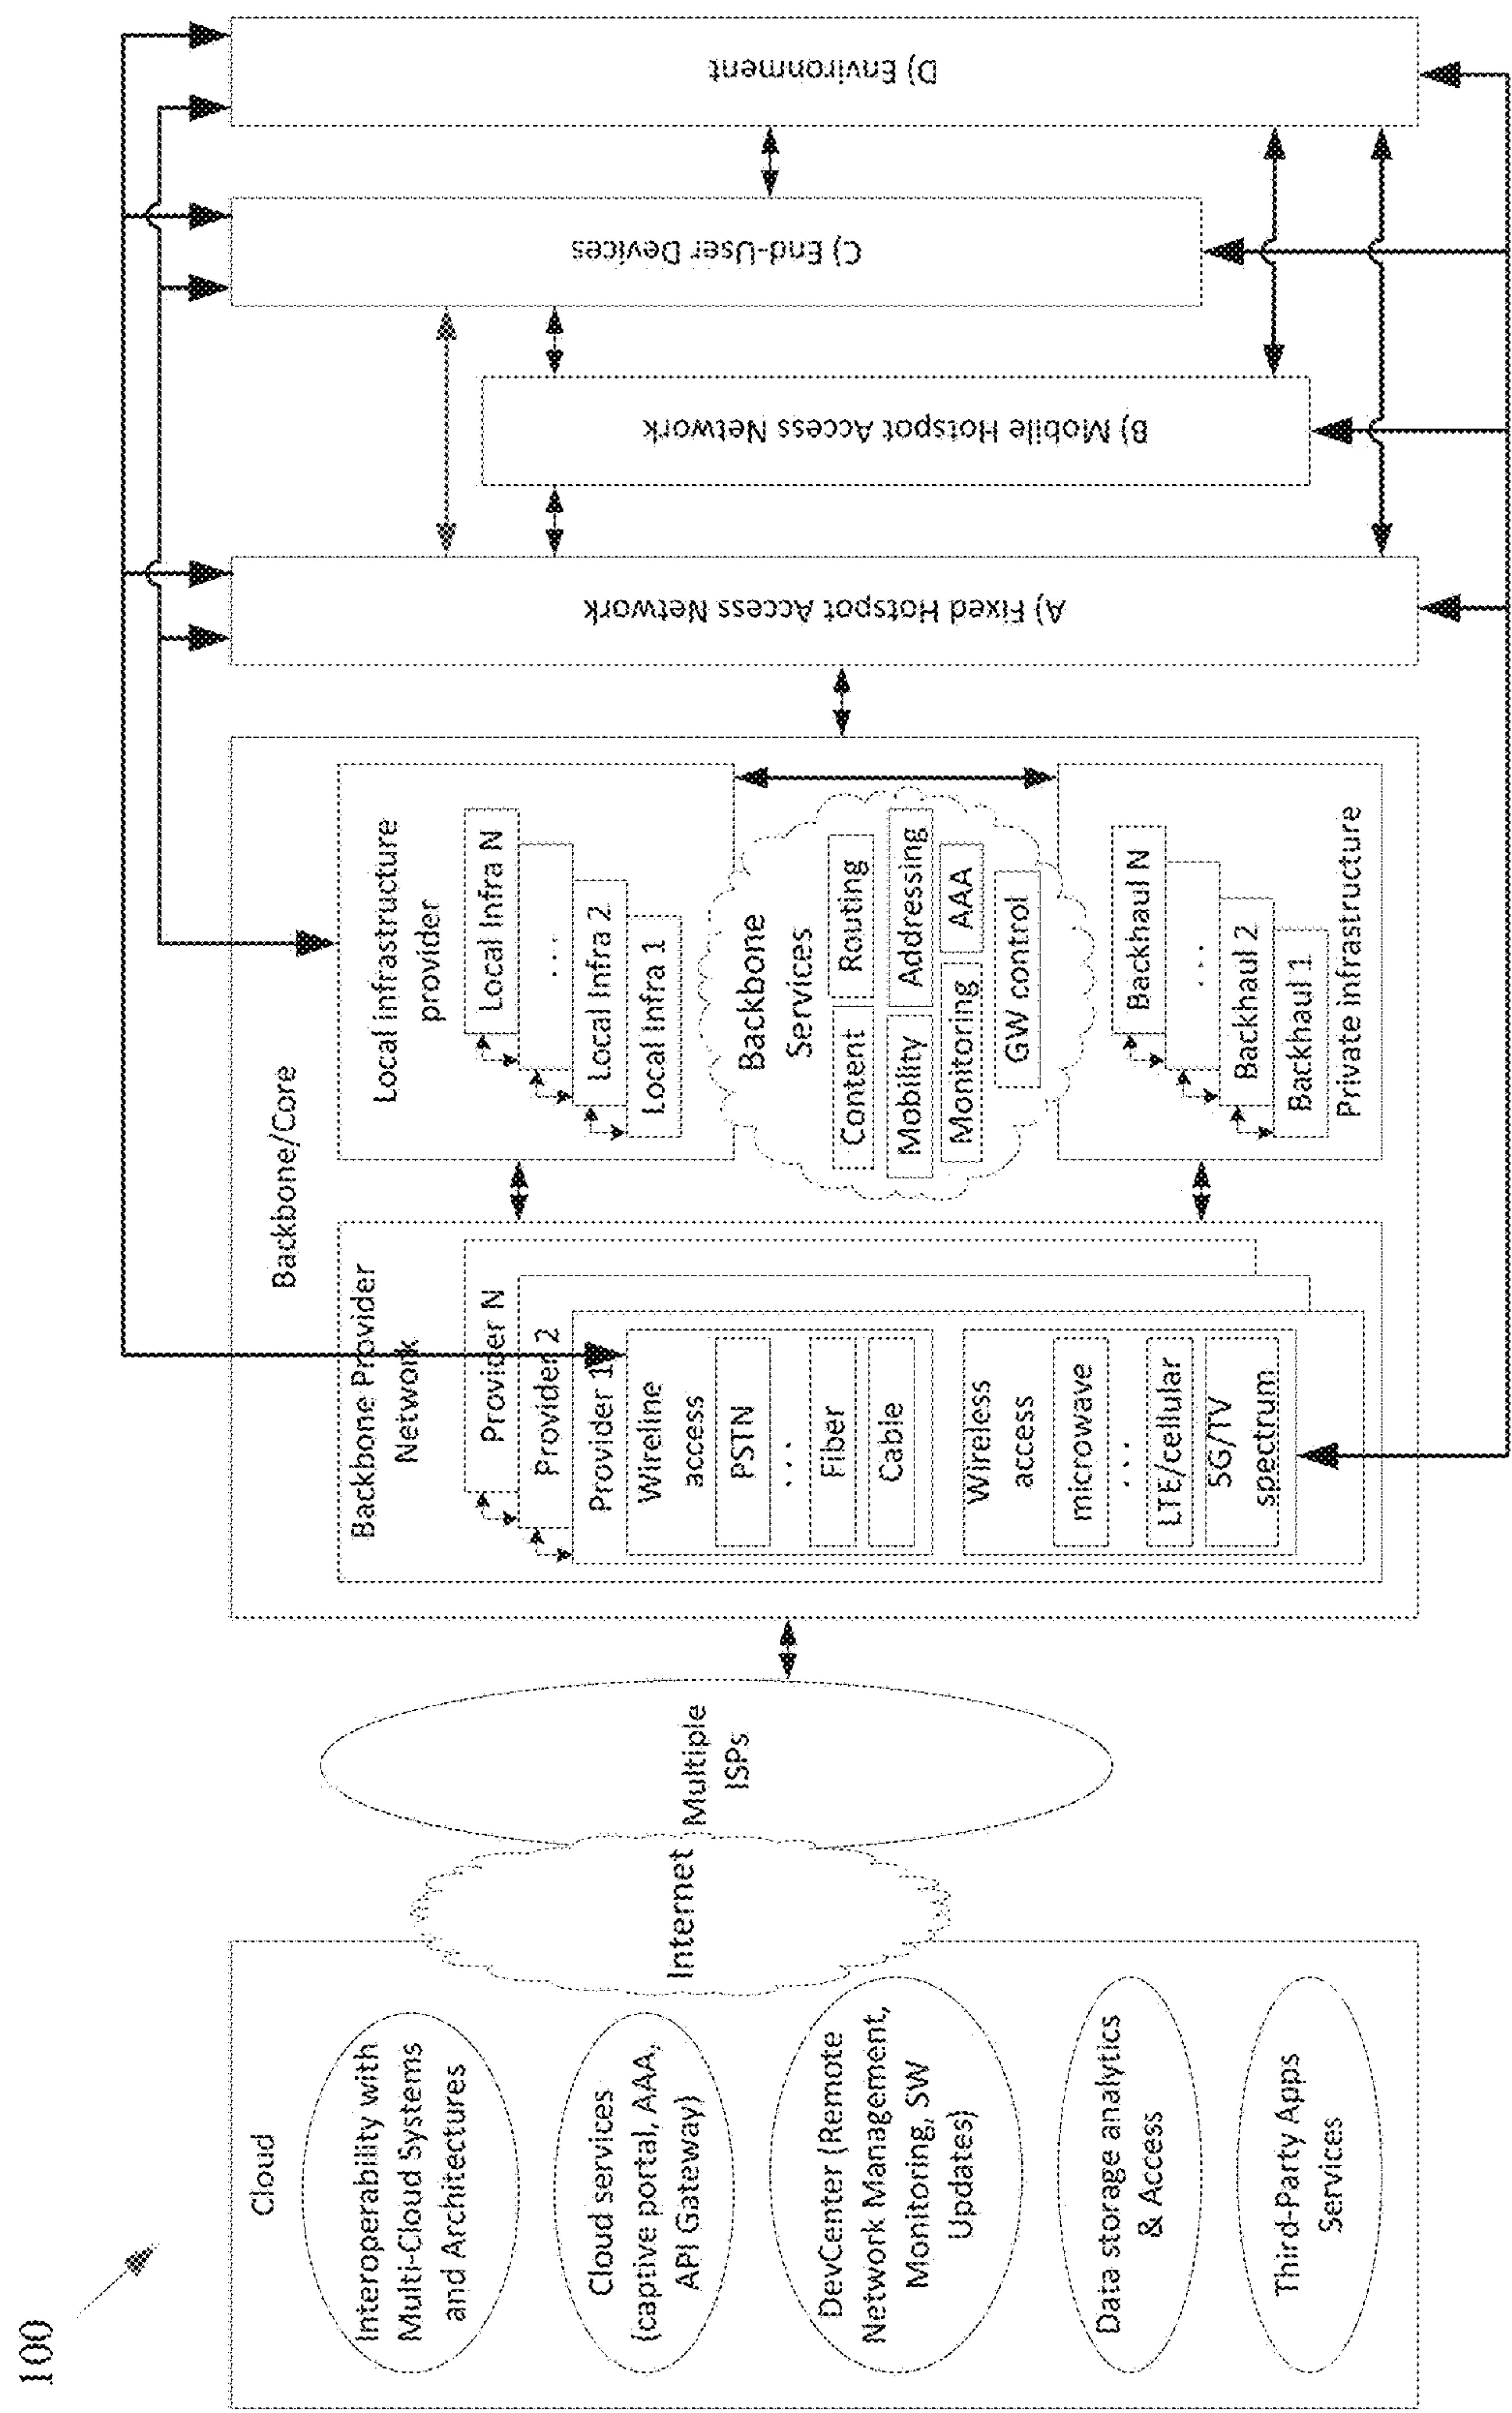 100
Cloud
Interoperability with
Multi-Cloud Systems
and Architectures
Cloud services
(captive portal, AAA,
API Gateway)
DevCenter (Remote
Network Management,
Monitoring, SW
Updates)
Data storage analytics
& Access
Third-Party Apps
Services
Internet
Multiple
ISPs
Backbone/Core
Backbone Provider
Network
Provider N
Provider 2
Provider 1
Wireline
access
PSTN
...
Fiber
Cable
Wireless
access
microwave
...
LTE/cellular
5G/TV
spectrum
Local infrastructure
provider
Local Infra N
...
Local Infra 2
Local Infra 1
Backbone
Services
Content
Routing
Mobility
Addressing
Monitoring
AAA
GW control
Backhaul N
...
Backhaul 2
Backhaul 1
Private infrastructure
A) Fixed Hotspot Access Network
B) Mobile Hotspot Access Network
C) End-User Devices
D) Environment